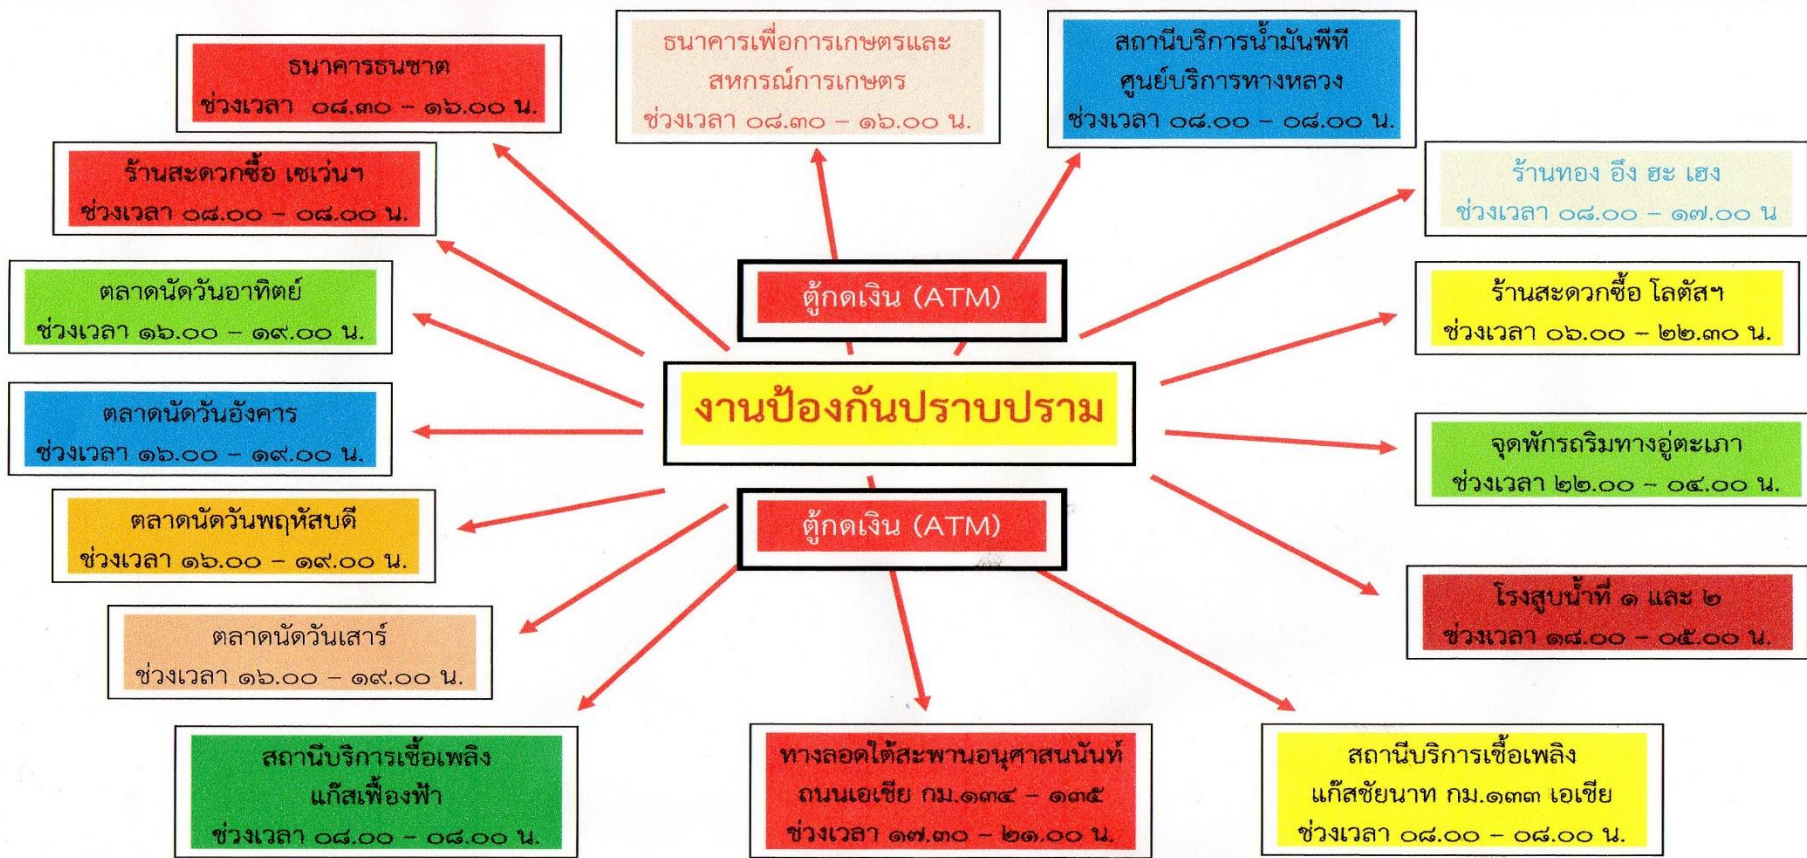 ธนาคารธนชาต
ช่วงเวลา ๐๘.๓๐ – ๑๖.๐๐ น.
ธนาคารเพื่อการเกษตรและ
สหกรณ์การเกษตร
ช่วงเวลา ๐๘.๓๐ – ๑๖.๐๐ น.
สถานีบริการน้ำมันพีที
ศูนย์บริการทางหลวง
ช่วงเวลา ๐๘.๐๐ – ๐๘.๐๐ น.
ร้านสะดวกซื้อ เซเว่นฯ
ช่วงเวลา ๐๘.๐๐ – ๐๘.๐๐ น.
ร้านทอง อึง ฮะ เฮง
ช่วงเวลา ๐๘.๐๐ – ๑๗.๐๐ น
ตลาดนัดวันอาทิตย์
ช่วงเวลา ๑๖.๐๐ – ๑๙.๐๐ น.
ตู้กดเงิน (ATM)
ร้านสะดวกซื้อ โลตัสฯ
ช่วงเวลา ๐๖.๐๐ – ๒๒.๓๐ น.
ตลาดนัดวันอังคาร
ช่วงเวลา ๑๖.๐๐ – ๑๙.๐๐ น.
งานป้องกันปราบปราม
จุดพักรถริมทางอู่ตะเภา
ช่วงเวลา ๒๒.๐๐ – ๐๔.๐๐ น.
ตลาดนัดวันพฤหัสบดี
ช่วงเวลา ๑๖.๐๐ – ๑๙.๐๐ น.
ตู้กดเงิน (ATM)
โรงสูบน้ำที่ ๑ และ ๒
ช่วงเวลา ๑๘.๐๐ – ๐๕.๐๐ น.
ตลาดนัดวันเสาร์
ช่วงเวลา ๑๖.๐๐ – ๑๙.๐๐ น.
สถานีบริการเชื้อเพลิง
แก๊สเฟื้องฟ้า
ช่วงเวลา ๐๘.๐๐ – ๐๘.๐๐ น.
ทางลอดใต้สะพานอนุศาสนนันท์
ถนนเอเชีย กม.๑๓๔ – ๑๓๕
ช่วงเวลา ๑๗.๓๐ – ๒๑.๐๐ น.
สถานีบริการเชื้อเพลิง
แก๊สชัยนาท กม.๑๓๓ เอเชีย
ช่วงเวลา ๐๘.๐๐ – ๐๘.๐๐ น.